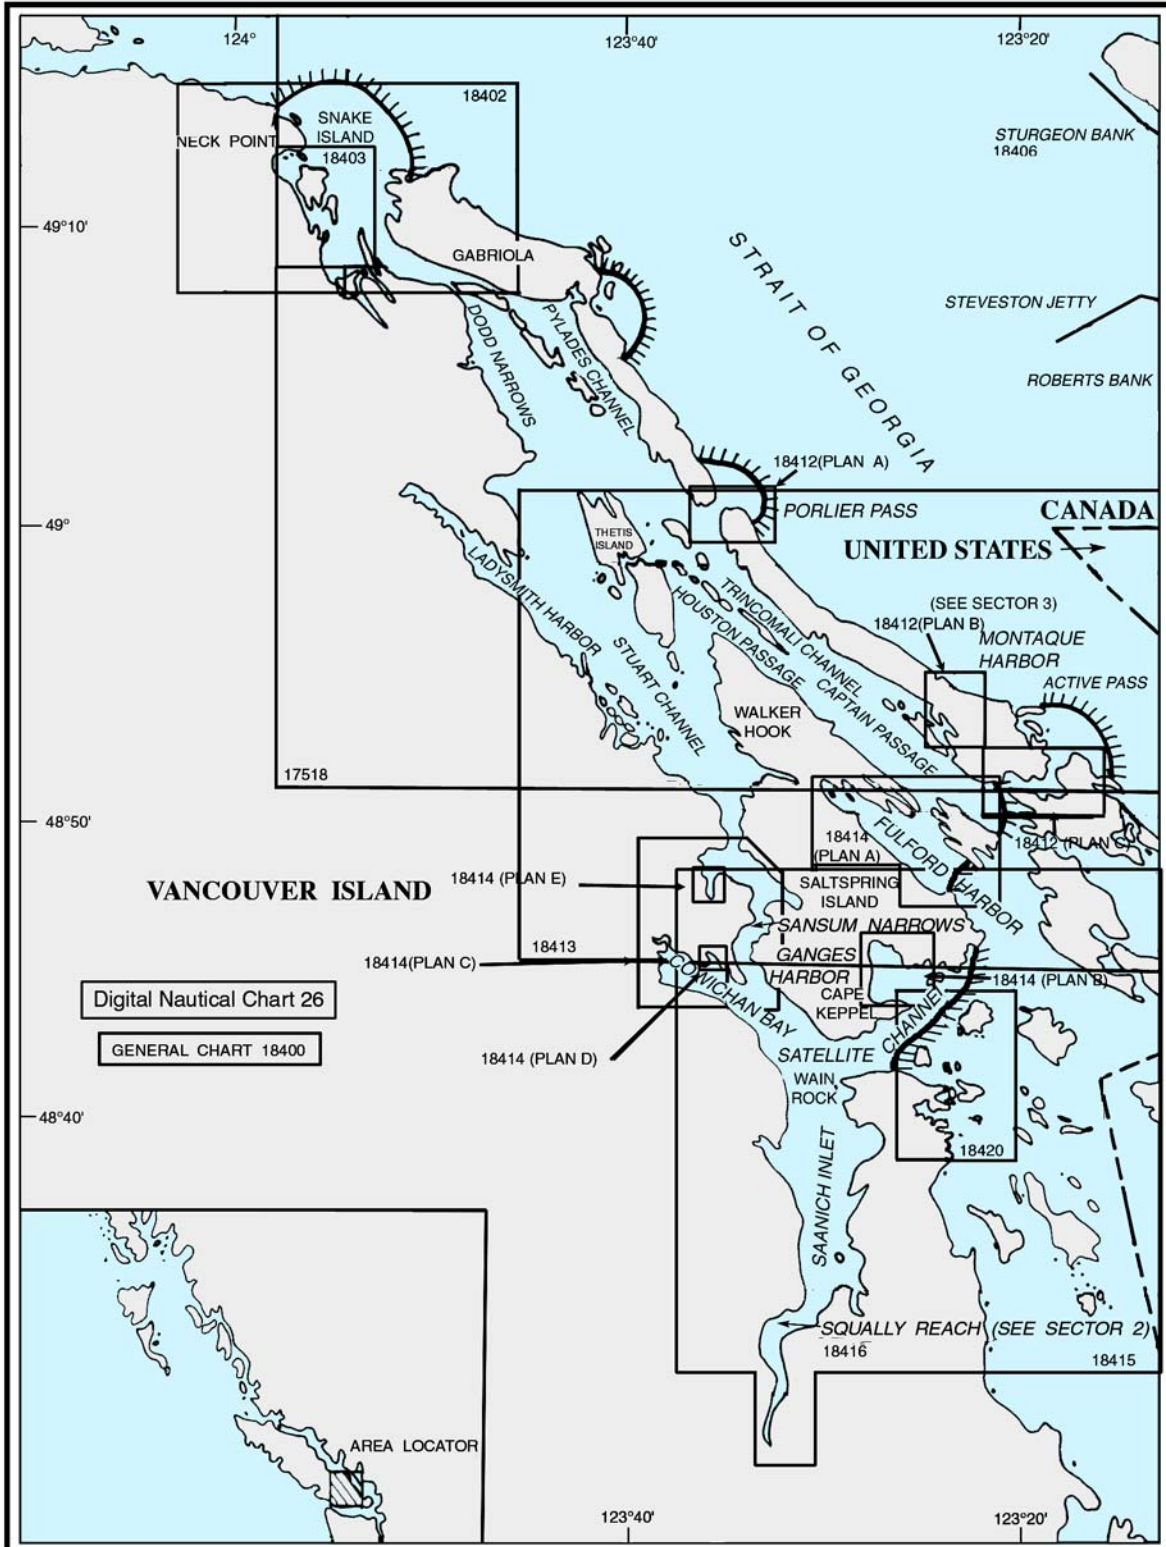 124°
123°40'
123°20'
18402
SNAKE
ISLAND
NECK POINT
18403
STURGEON BANK
18406
49°10'
GABRIOLA
STRAIT OF GEORGIA
STEVESTON JETTY
DODD NARROWS
PYLADES CHANNEL
ROBERTS BANK
18412(PLAN A)
PORLIER PASS
CANADA
UNITED STATES
49°
THETIS
ISLAND
LADYSMITH HARBOR
TRINCOMALI CHANNEL
HOUSTON PASSAGE
(SEE SECTOR 3)
18412(PLAN B)
MONTAQUE
HARBOR
STUART CHANNEL
CAPTAIN PASSAGE
ACTIVE PASS
WALKER
HOOK
17518
48°50'
18414
(PLAN A)
FULFORD HARBOR
18412 (PLAN C)
VANCOUVER ISLAND
18414 (PLAN E)
SALTSPRING
ISLAND
SANSUM NARROWS
18413
18414(PLAN C)
GANGES
HARBOR
COWICHAN BAY
18414 (PLAN B)
Digital Nautical Chart 26
CAPE
KEPPEL
GENERAL CHART 18400
18414 (PLAN D)
SATELLITE CHANNEL
WAIN
ROCK
48°40'
18420
SAANICH INLET
SQUALLY REACH (SEE SECTOR 2)
18416
18415
AREA LOCATOR
123°40'
123°20'